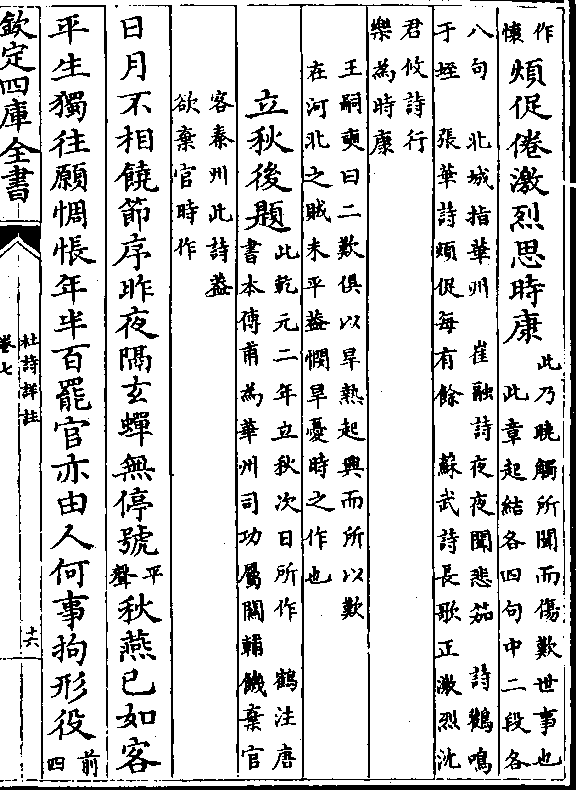 作懷煩促倦激烈思時康此乃晚觸所聞而傷歎世事也此章起結各四句中二段各
八句　北城指華州　崔融詩夜夜聞悲笳　詩鶴鳴于垤　張華詩煩促每有餘　蘇武詩長歌正激烈沈
君攸詩行樂為時康
王嗣奭曰二歎俱以旱熱起興而所以歎在河北之賊未平蓋憫旱憂時之作也
立秋後題此乾元二年立秋次日所作　鶴注唐書本傳甫為華州司功屬關輔饑棄官
客秦州此詩蓋欲棄官時作
日月不相饒節序昨夜隔玄蟬無停號平聲秋燕已如客
平生獨往願惆悵年半百罷官亦由人何事拘形役前四
欽定四庫全書
杜詩詳註
卷七
十六